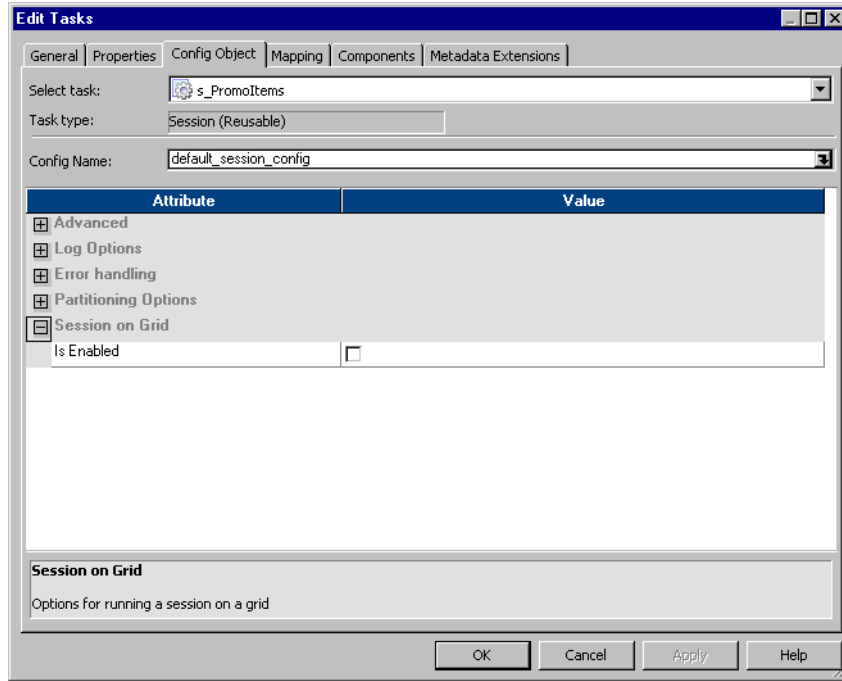 Edit Tasks
General Properties Config Object Mapping Components Metadata Extensions
Select task: s_PromoItems
Task type: Session (Reusable)
Config Name: default_session_config
Attribute Value
Advanced
Log Options
Error handling
Partitioning Options
Session on Grid
Is Enabled
Session on Grid
Options for running a session on a grid
OK Cancel Apply Help